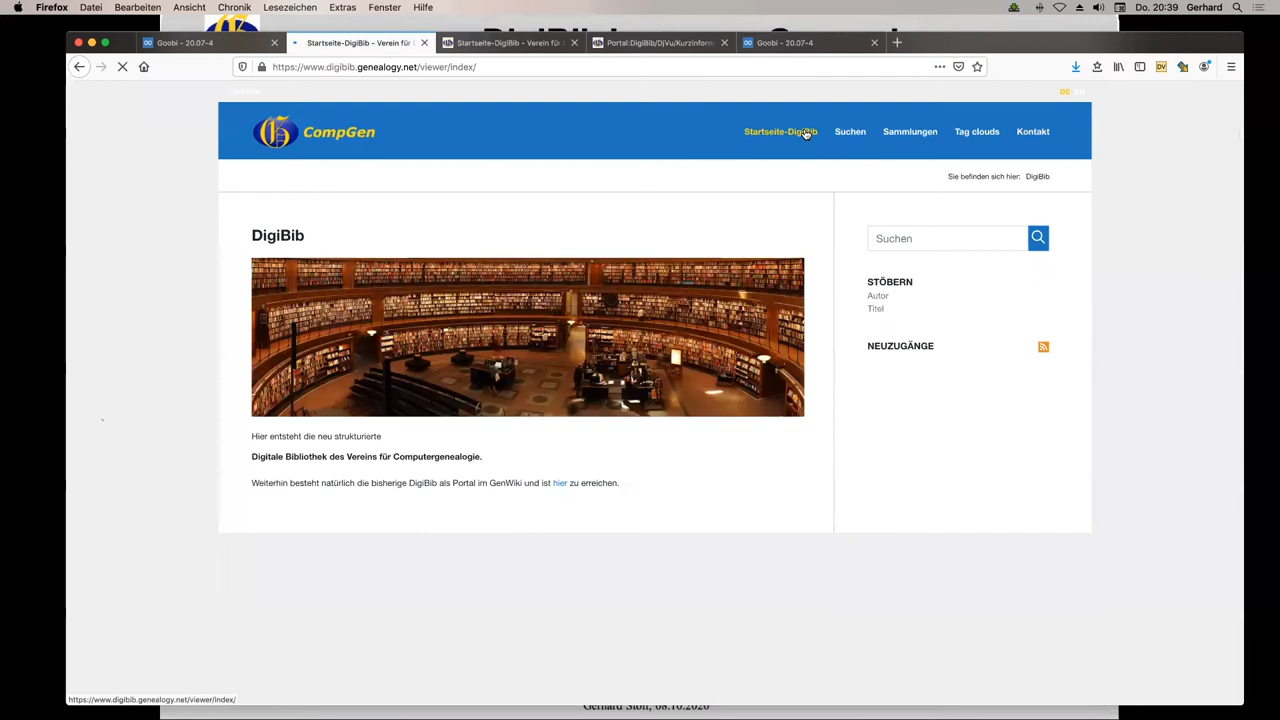 Firefox Datei Bearbeiten Ansicht Chronik Lesezeichen Extras Fenster Hilfe Do. 20:39 Gerhard
Goobi - 20.07-4 Startseite-DigiBib – Verein für Startseite-DigiBib – Verein für Portal:DigiBib/DjVu/Kurzinform Goobi - 20.07-4
https://www.digibib.genealogy.net/viewer/index/
DE EN
CompGen Startseite-DigiBib Suchen Sammlungen Tag clouds Kontakt
Sie befinden sich hier: DigiBib
DigiBib
Suchen
STÖBERN
Autor
Titel
NEUZUGÄNGE
Hier entsteht die neu strukturierte
Digitale Bibliothek des Vereins für Computergenealogie.
Weiterhin besteht natürlich die bisherige DigiBib als Portal im GenWiki und ist hier zu erreichen.
https://www.digibib.genealogy.net/viewer/index/
Gerhard Stoll, 08.10.2020